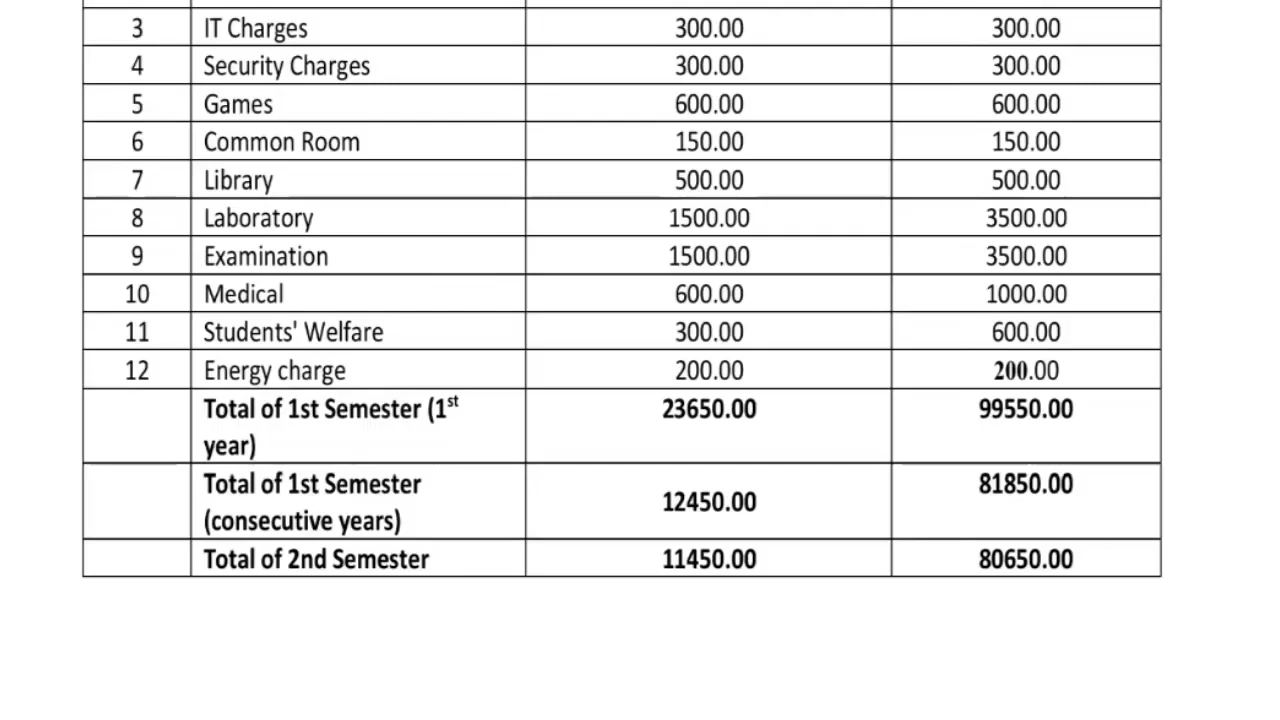 3 IT Charges 300.00 300.00
4 Security Charges 300.00 300.00
5 Games 600.00 600.00
6 Common Room 150.00 150.00
7 Library 500.00 500.00
8 Laboratory 1500.00 3500.00
9 Examination 1500.00 3500.00
10 Medical 600.00 1000.00
11 Students' Welfare 300.00 600.00
12 Energy charge 200.00 200.00
Total of 1st Semester (1st 23650.00 99550.00
year)
Total of 1st Semester 81850.00
12450.00
(consecutive years)
Total of 2nd Semester 11450.00 80650.00